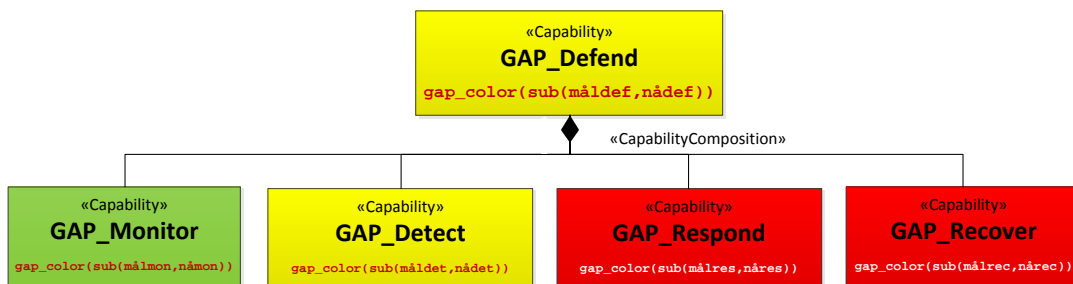 «Capability»
GAP_Defend
gap_color(sub(måldef,nådef))
«CapabilityComposition»
«Capability»
GAP_Monitor
gap_color(sub(målmon,nåmon))
«Capability»
GAP_Detect
gap_color(sub(måldet,nådet))
«Capability»
GAP_Respond
gap_color(sub(målres,nåres))
«Capability»
GAP_Recover
gap_color(sub(målrec,nårec))